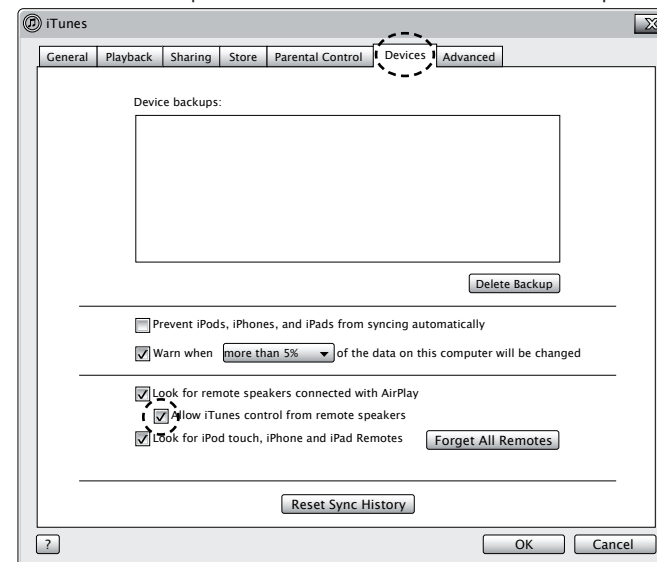 iTunes
General Playback Sharing Store Parental Control Devices Advanced
Device backups:
Delete Backup
Prevent iPods, iPhones, and iPads from syncing automatically
Warn when more than 5% of the data on this computer will be changed
Look for remote speakers connected with AirPlay
Allow iTunes control from remote speakers
Look for iPod touch, iPhone and iPad Remotes Forget All Remotes
Reset Sync History
? OK Cancel